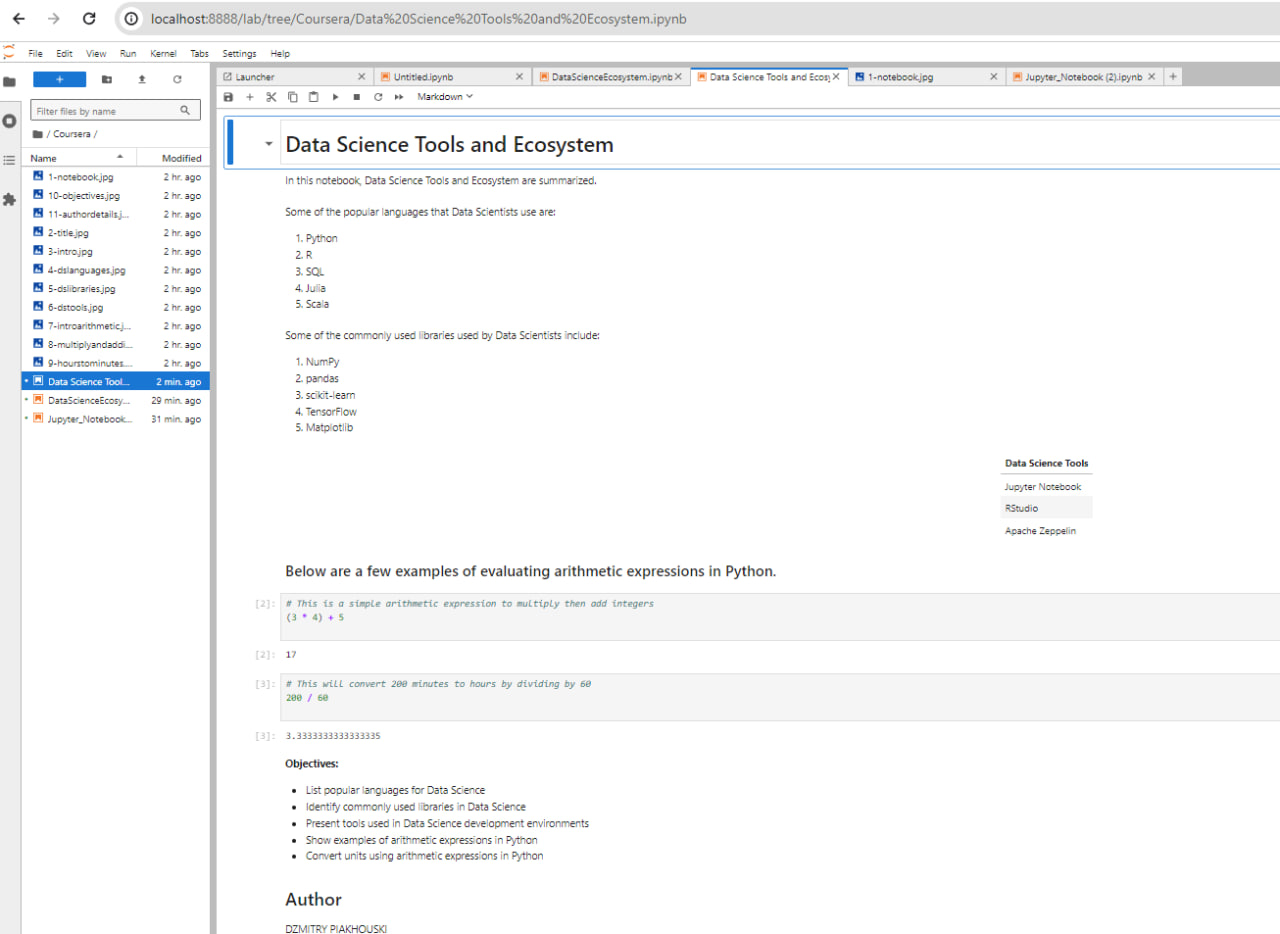 localhost:8888/lab/tree/Coursera/Data%20Science%20Tools%20and%20Ecosystem.ipynb
File Edit View Run Kernel Tabs Settings Help
+
Filter files by name
/ Coursera /
Name Modified
1-notebook.jpg 2 hr. ago
10-objectives.jpg 2 hr. ago
11-authordetails.j... 2 hr. ago
2-title.jpg 2 hr. ago
3-intro.jpg 2 hr. ago
4-dslanguages.jpg 2 hr. ago
5-dslibraries.jpg 2 hr. ago
6-dstools.jpg 2 hr. ago
7-introarithmetic.j... 2 hr. ago
8-multiplyandaddi... 2 hr. ago
9-hourstominutes.... 2 hr. ago
Data Science Tool... 2 min. ago
DataScienceEcosy... 29 min. ago
Jupyter_Notebook... 31 min. ago
Launcher Untitled.ipynb DataScienceEcosystem.ipynb Data Science Tools and Ecosy 1-notebook.jpg Jupyter_Notebook (2).ipynb
Markdown
Data Science Tools and Ecosystem
In this notebook, Data Science Tools and Ecosystem are summarized.
Some of the popular languages that Data Scientists use are:
1. Python
2. R
3. SQL
4. Julia
5. Scala
Some of the commonly used libraries used by Data Scientists include:
1. NumPy
2. pandas
3. scikit-learn
4. TensorFlow
5. Matplotlib
Data Science Tools
Jupyter Notebook
RStudio
Apache Zeppelin
Below are a few examples of evaluating arithmetic expressions in Python.
[2]: # This is a simple arithmetic expression to multiply then add integers
(3 * 4) + 5
[2]: 17
[3]: # This will convert 200 minutes to hours by dividing by 60
200 / 60
[3]: 3.3333333333333335
Objectives:
• List popular languages for Data Science
• Identify commonly used libraries in Data Science
• Present tools used in Data Science development environments
• Show examples of arithmetic expressions in Python
• Convert units using arithmetic expressions in Python
Author
DZMITRY PIAKHOUSKI